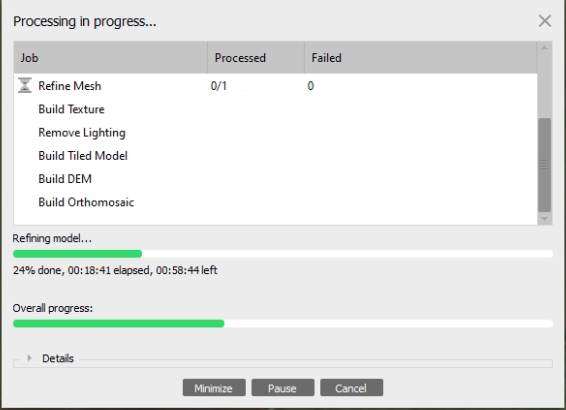 Processing in progress...
Job Processed Failed
Refine Mesh 0/1 0
Build Texture
Remove Lighting
Build Tiled Model
Build DEM
Build Orthomosaic
Refining model...
24% done, 00:18:41 elapsed, 00:58:44 left
Overall progress:
Details
Minimize Pause Cancel